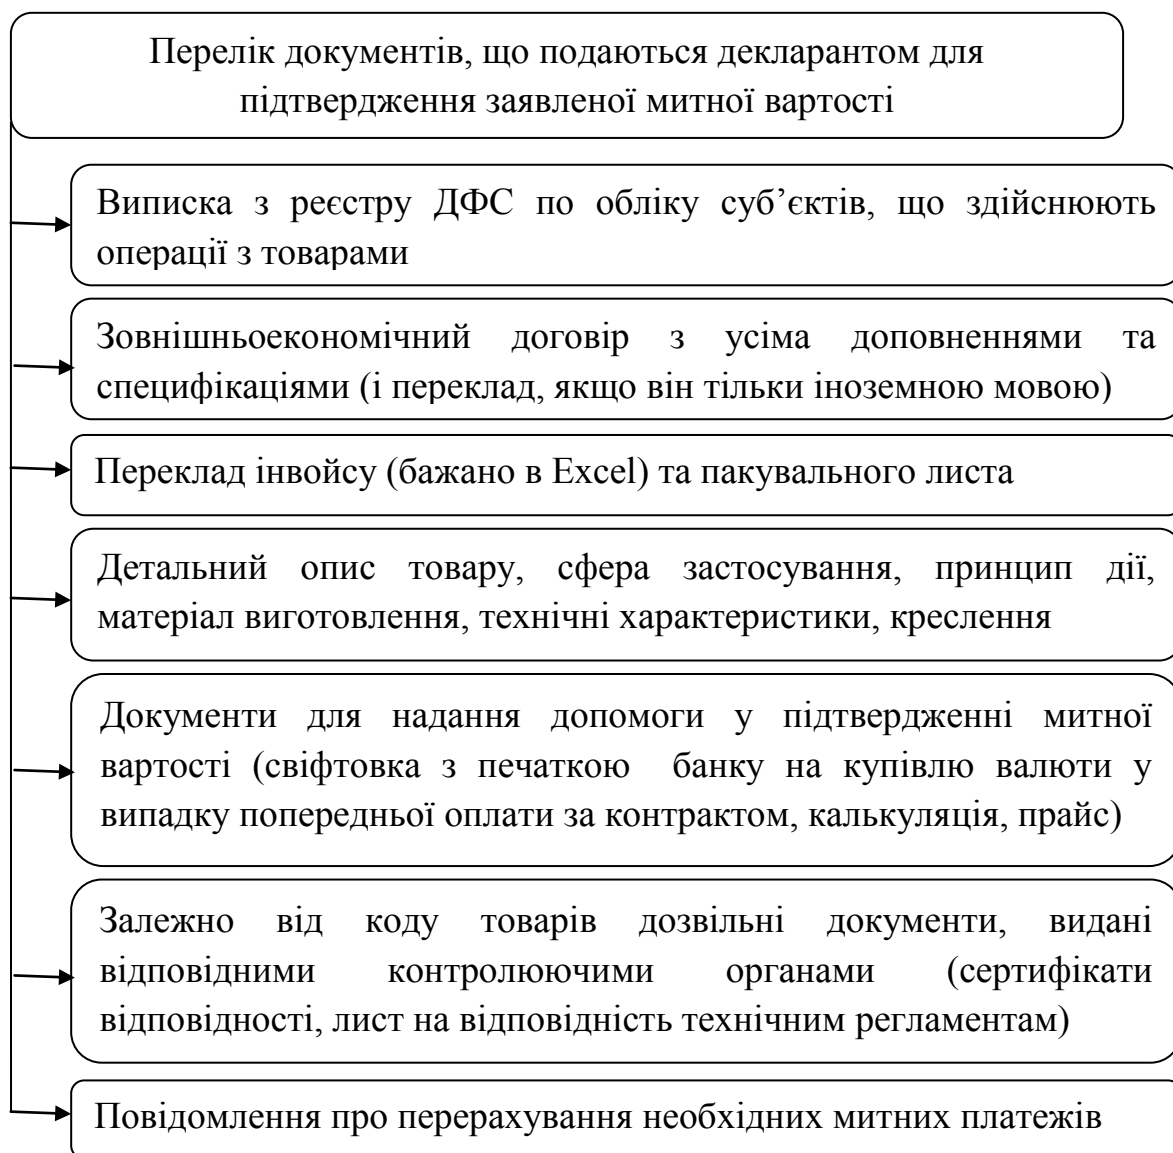 Перелік документів, що подаються декларантом для
підтвердження заявленої митної вартості
Виписка з реєстру ДФС по обліку суб’єктів, що здійснюють
операції з товарами
Зовнішньоекономічний договір з усіма доповненнями та
специфікаціями (і переклад, якщо він тільки іноземною мовою)
Переклад інвойсу (бажано в Excel) та пакувального листа
Детальний опис товару, сфера застосування, принцип дії,
матеріал виготовлення, технічні характеристики, креслення
Документи для надання допомоги у підтвердженні митної
вартості (свіфтовка з печаткою банку на купівлю валюти у
випадку попередньої оплати за контрактом, калькуляція, прайс)
Залежно від коду товарів дозвільні документи, видані
відповідними контролюючими органами (сертифікати
відповідності, лист на відповідність технічним регламентам)
Повідомлення про перерахування необхідних митних платежів